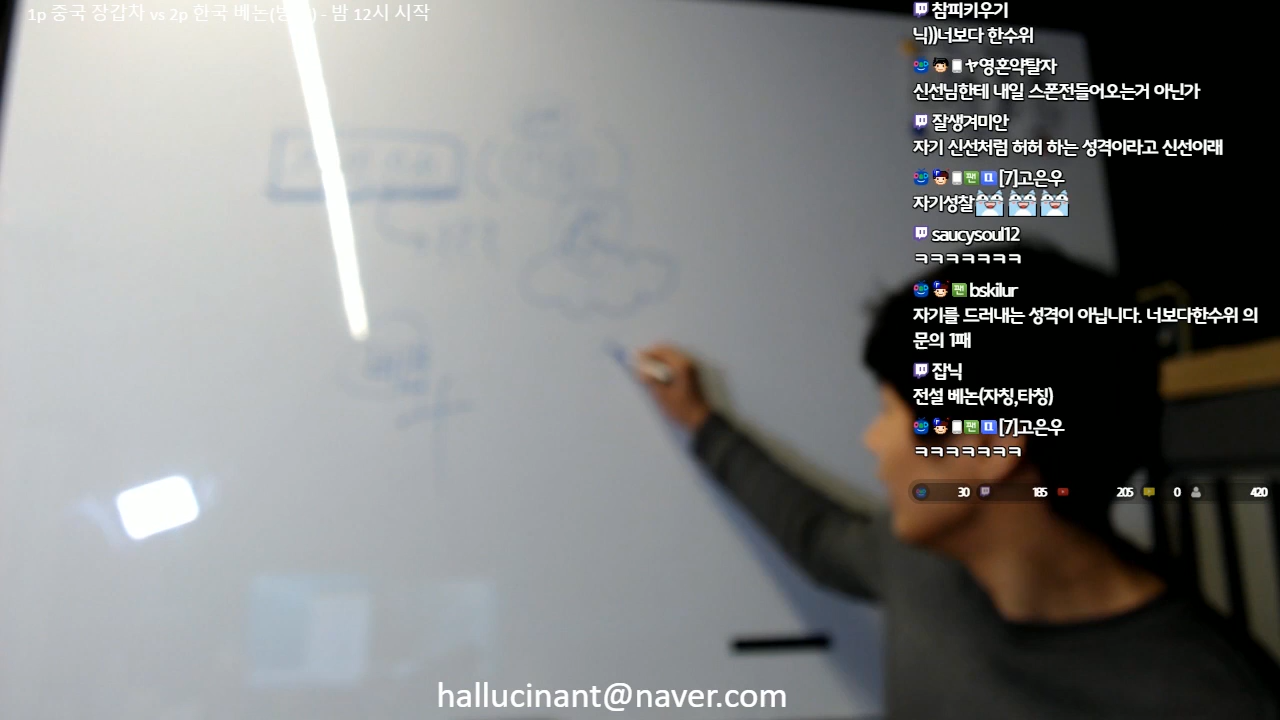 1p 중국 장갑차 vs 2p 한국 베논(방장) - 밤 12시 시작
참피키우기
닉))너보다 한수위
ㅑ영혼약탈자
신선님한테 내일 스폰전들어오는거 아닌가
잘생겨미안
자기 신선처럼 허허 하는 성격이라고 신선이래
팬 [7]고은우
자기성찰
saucysoul12
ㅋㅋㅋㅋㅋㅋㅋ
팬 bskilur
자기를 드러내는 성격이 아닙니다. 너보다한수위 의
문의 1패
잡닉
전설 베논(자칭,타칭)
팬 [7]고은우
ㅋㅋㅋㅋㅋㅋㅋ
30 185 205 0 420
hallucinant@naver.com